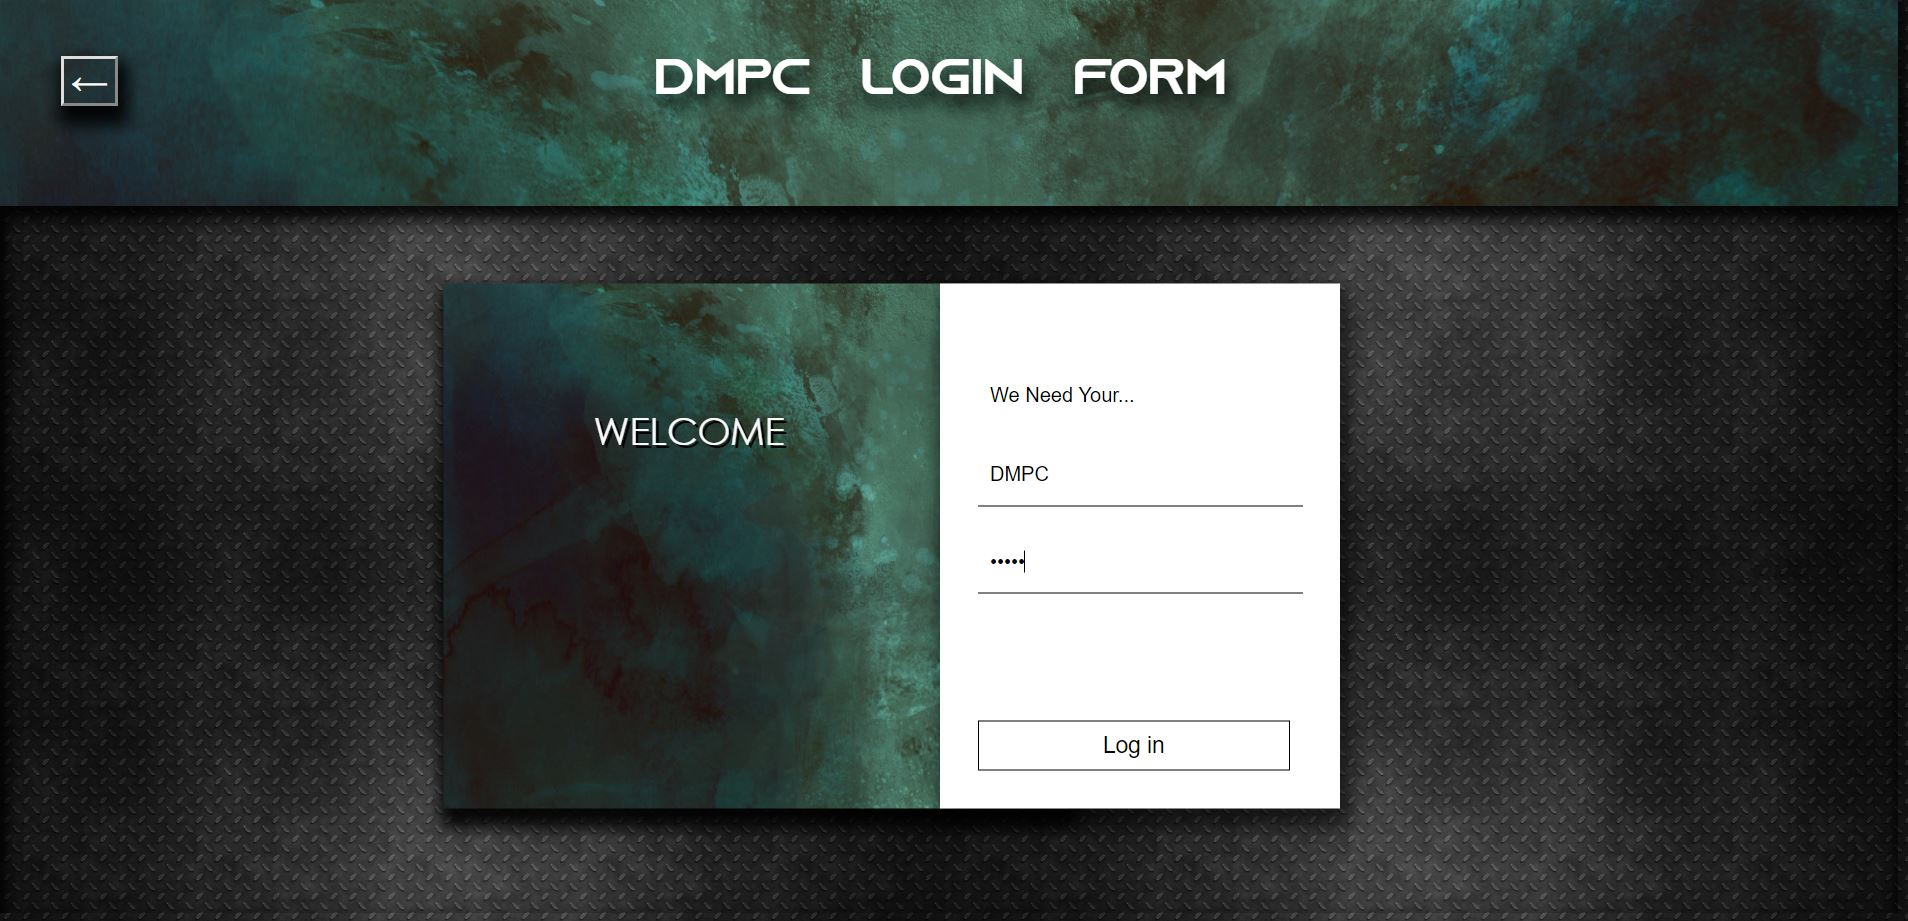 ←
DMPC LOGIN FORM
WELCOME
We Need Your...
DMPC
•••••
Log in